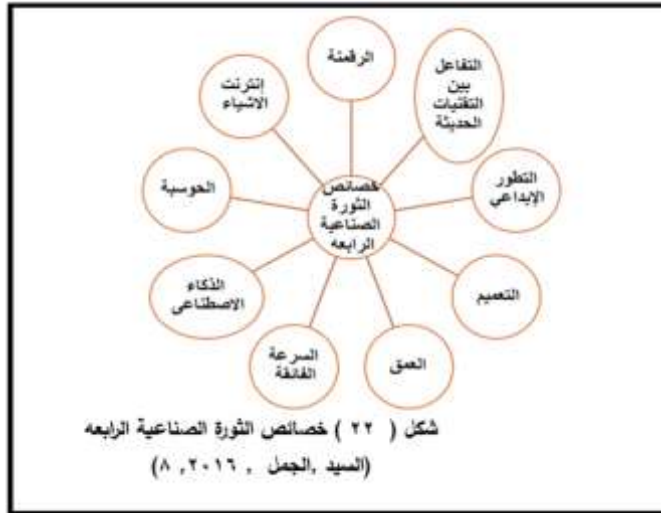 الرقمنة
التفاعل
بين
التقنيات
الحديثة
التطور
الإبداعي
التعميم
العمق
السرعة
الفائقة
الذكاء
الاصطناعى
الحوسبة
إنترنت
الاشياء
خصائص
الثورة
الصناعية
الرابعه
شكل ( ٢٢ ) خصائص الثورة الصناعية الرابعه
(السيد ,الجمل , ٢٠١٦, ٨)